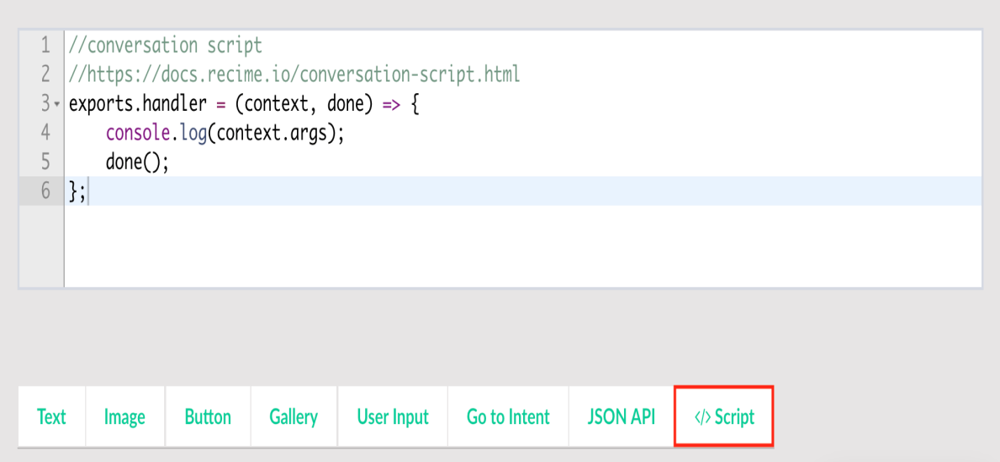 1 //conversation script
2 //https://docs.recime.io/conversation-script.html
3 exports.handler = (context, done) => {
4     console.log(context.args);
5     done();
6 };
Text Image Button Gallery User Input Go to Intent JSON API </> Script